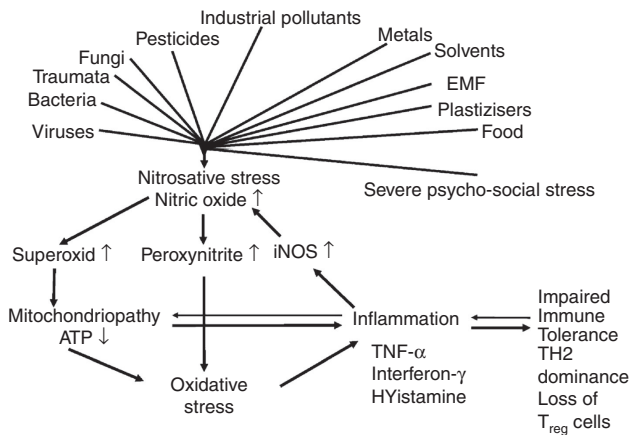 Industrial pollutants
Pesticides
Metals
Fungi
Solvents
Traumata
EMF
Bacteria
Plastizisers
Viruses
Food
Severe psycho-social stress
Nitrosative stress
Nitric oxide ↑
Superoxid ↑
Peroxynitrite ↑
iNOS ↑
Mitochondriopathy
ATP ↓
Inflammation
TNF-α
Interferon-γ
HYistamine
Oxidative
stress
Impaired
Immune
Tolerance
TH2
dominance
Loss of
Treg cells